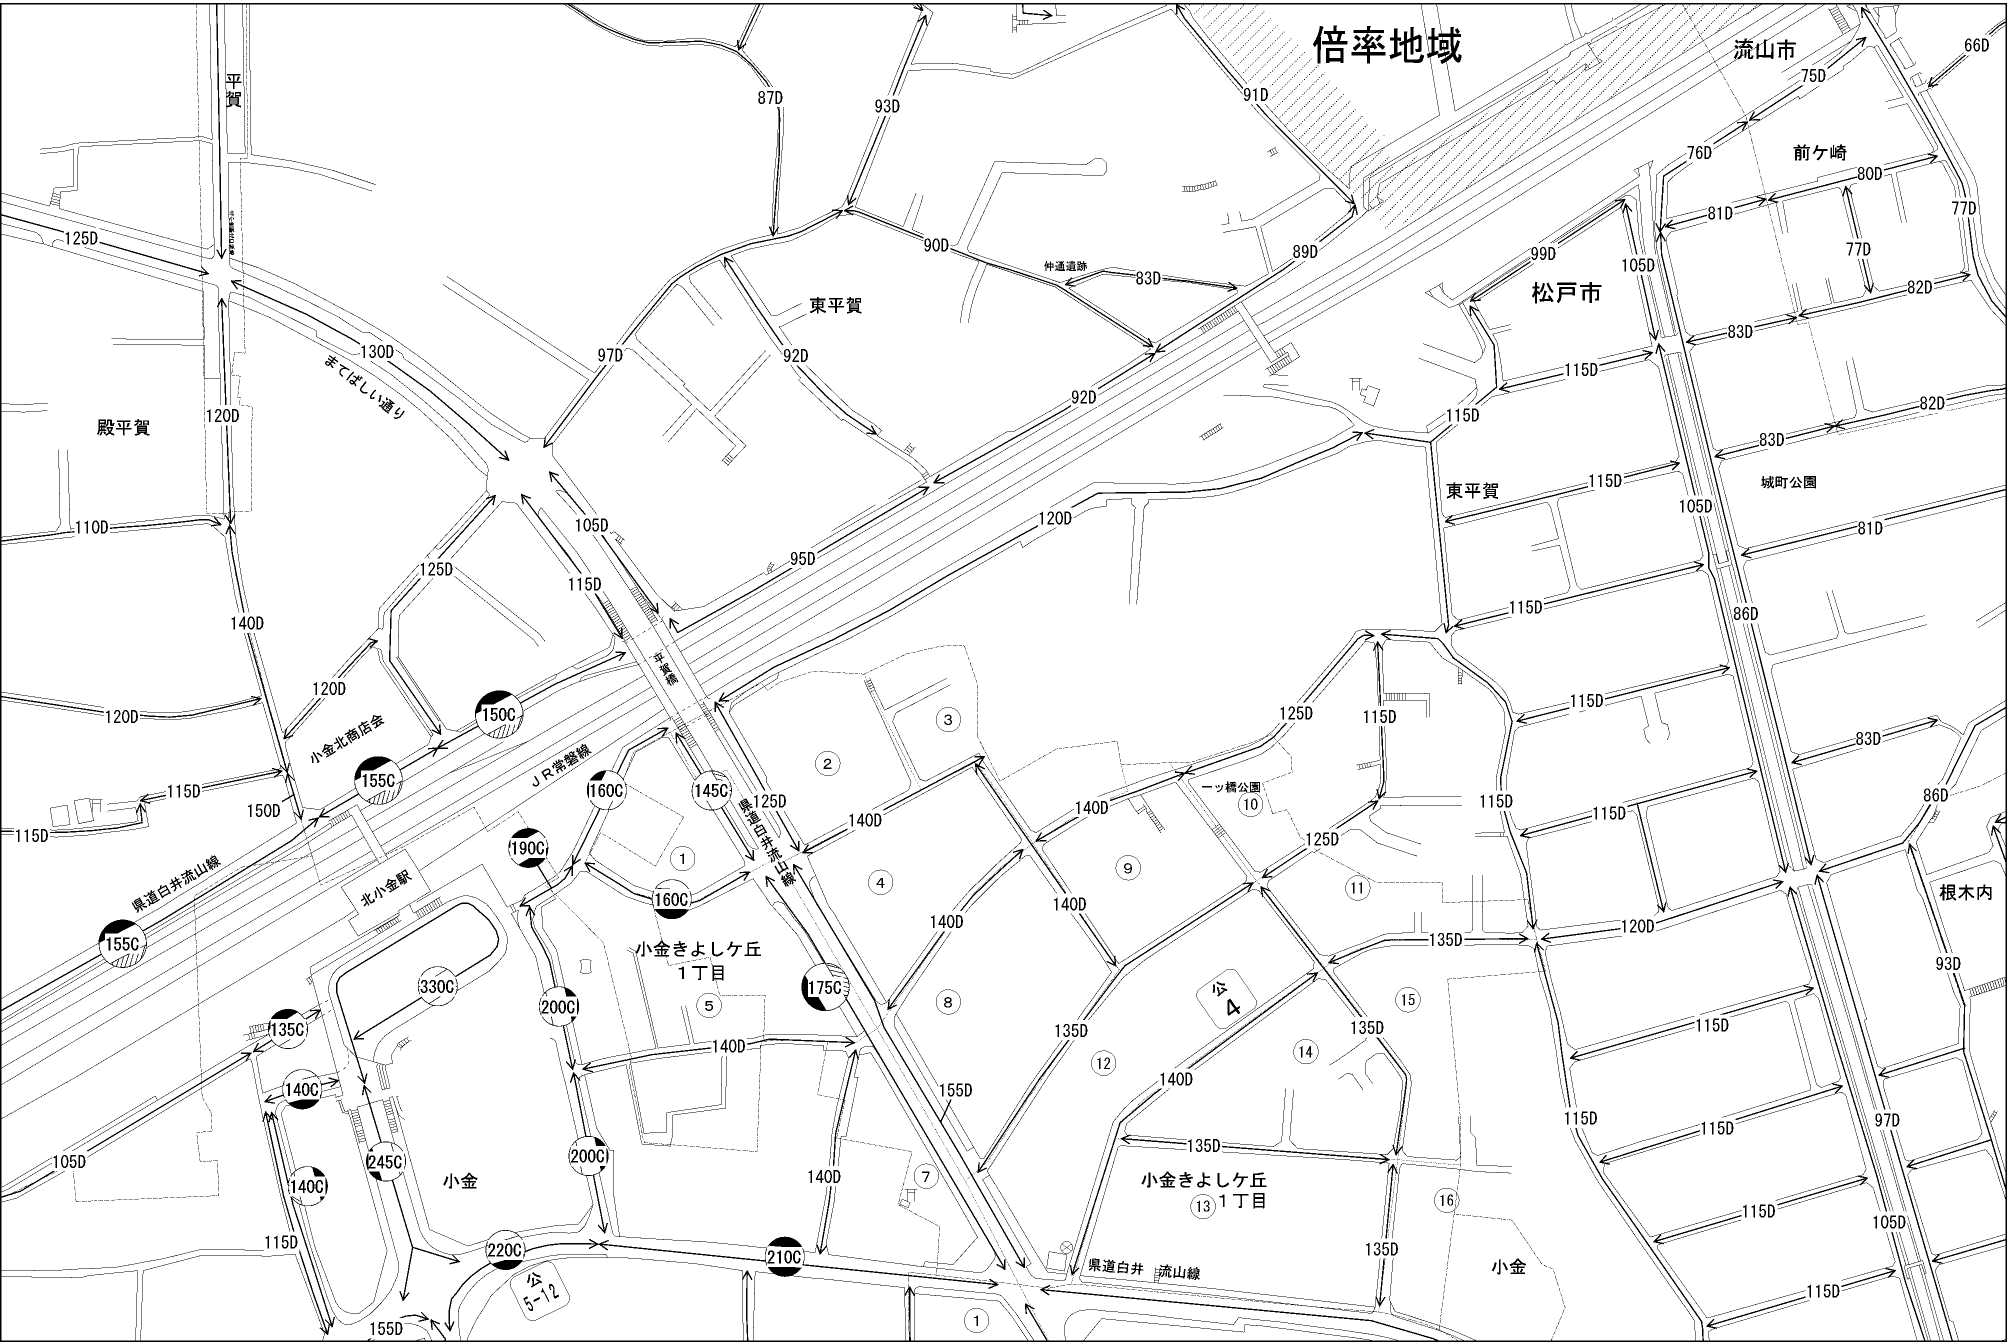 倍率地域
流山市
66D
75D
平賀
87D
93D
91D
76D
前ケ崎
80D
81D
77D
77D
125D
90D
89D
99D
105D
松戸市
仲通遺跡
83D
東平賀
82D
83D
130D
97D
92D
まてばしい通り
115D
92D
82D
120D
殿平賀
115D
83D
城町公園
東平賀
115D
105D
110D
105D
120D
81D
95D
125D
115D
115D
86D
140D
平賀橋
120D
115D
120D
150C
125D
115D
小金北商店会
③
②
83D
JR常磐線
155C
160C
145C
一ツ橋公園
115D
150D
125D
140D
140D
⑩
115D
115D
86D
115D
県道白井流山線
190C
①
125D
県道白井流山線
北小金駅
④
⑨
⑪
根木内
160C
140D
140D
120D
155C
小金きよしケ丘
1丁目
135D
93D
330C
175C
200C
⑤
⑧
公
4
⑮
135C
135D
135D
115D
140D
⑭
⑫
140D
140C
155D
115D
97D
115D
135D
105D
245C
200C
140C
140D
⑦
小金
小金きよしケ丘
1丁目
⑬
⑯
115D
105D
115D
220C
210C
135D
県道白井 流山線
小金
公
5-12
115D
155D
①